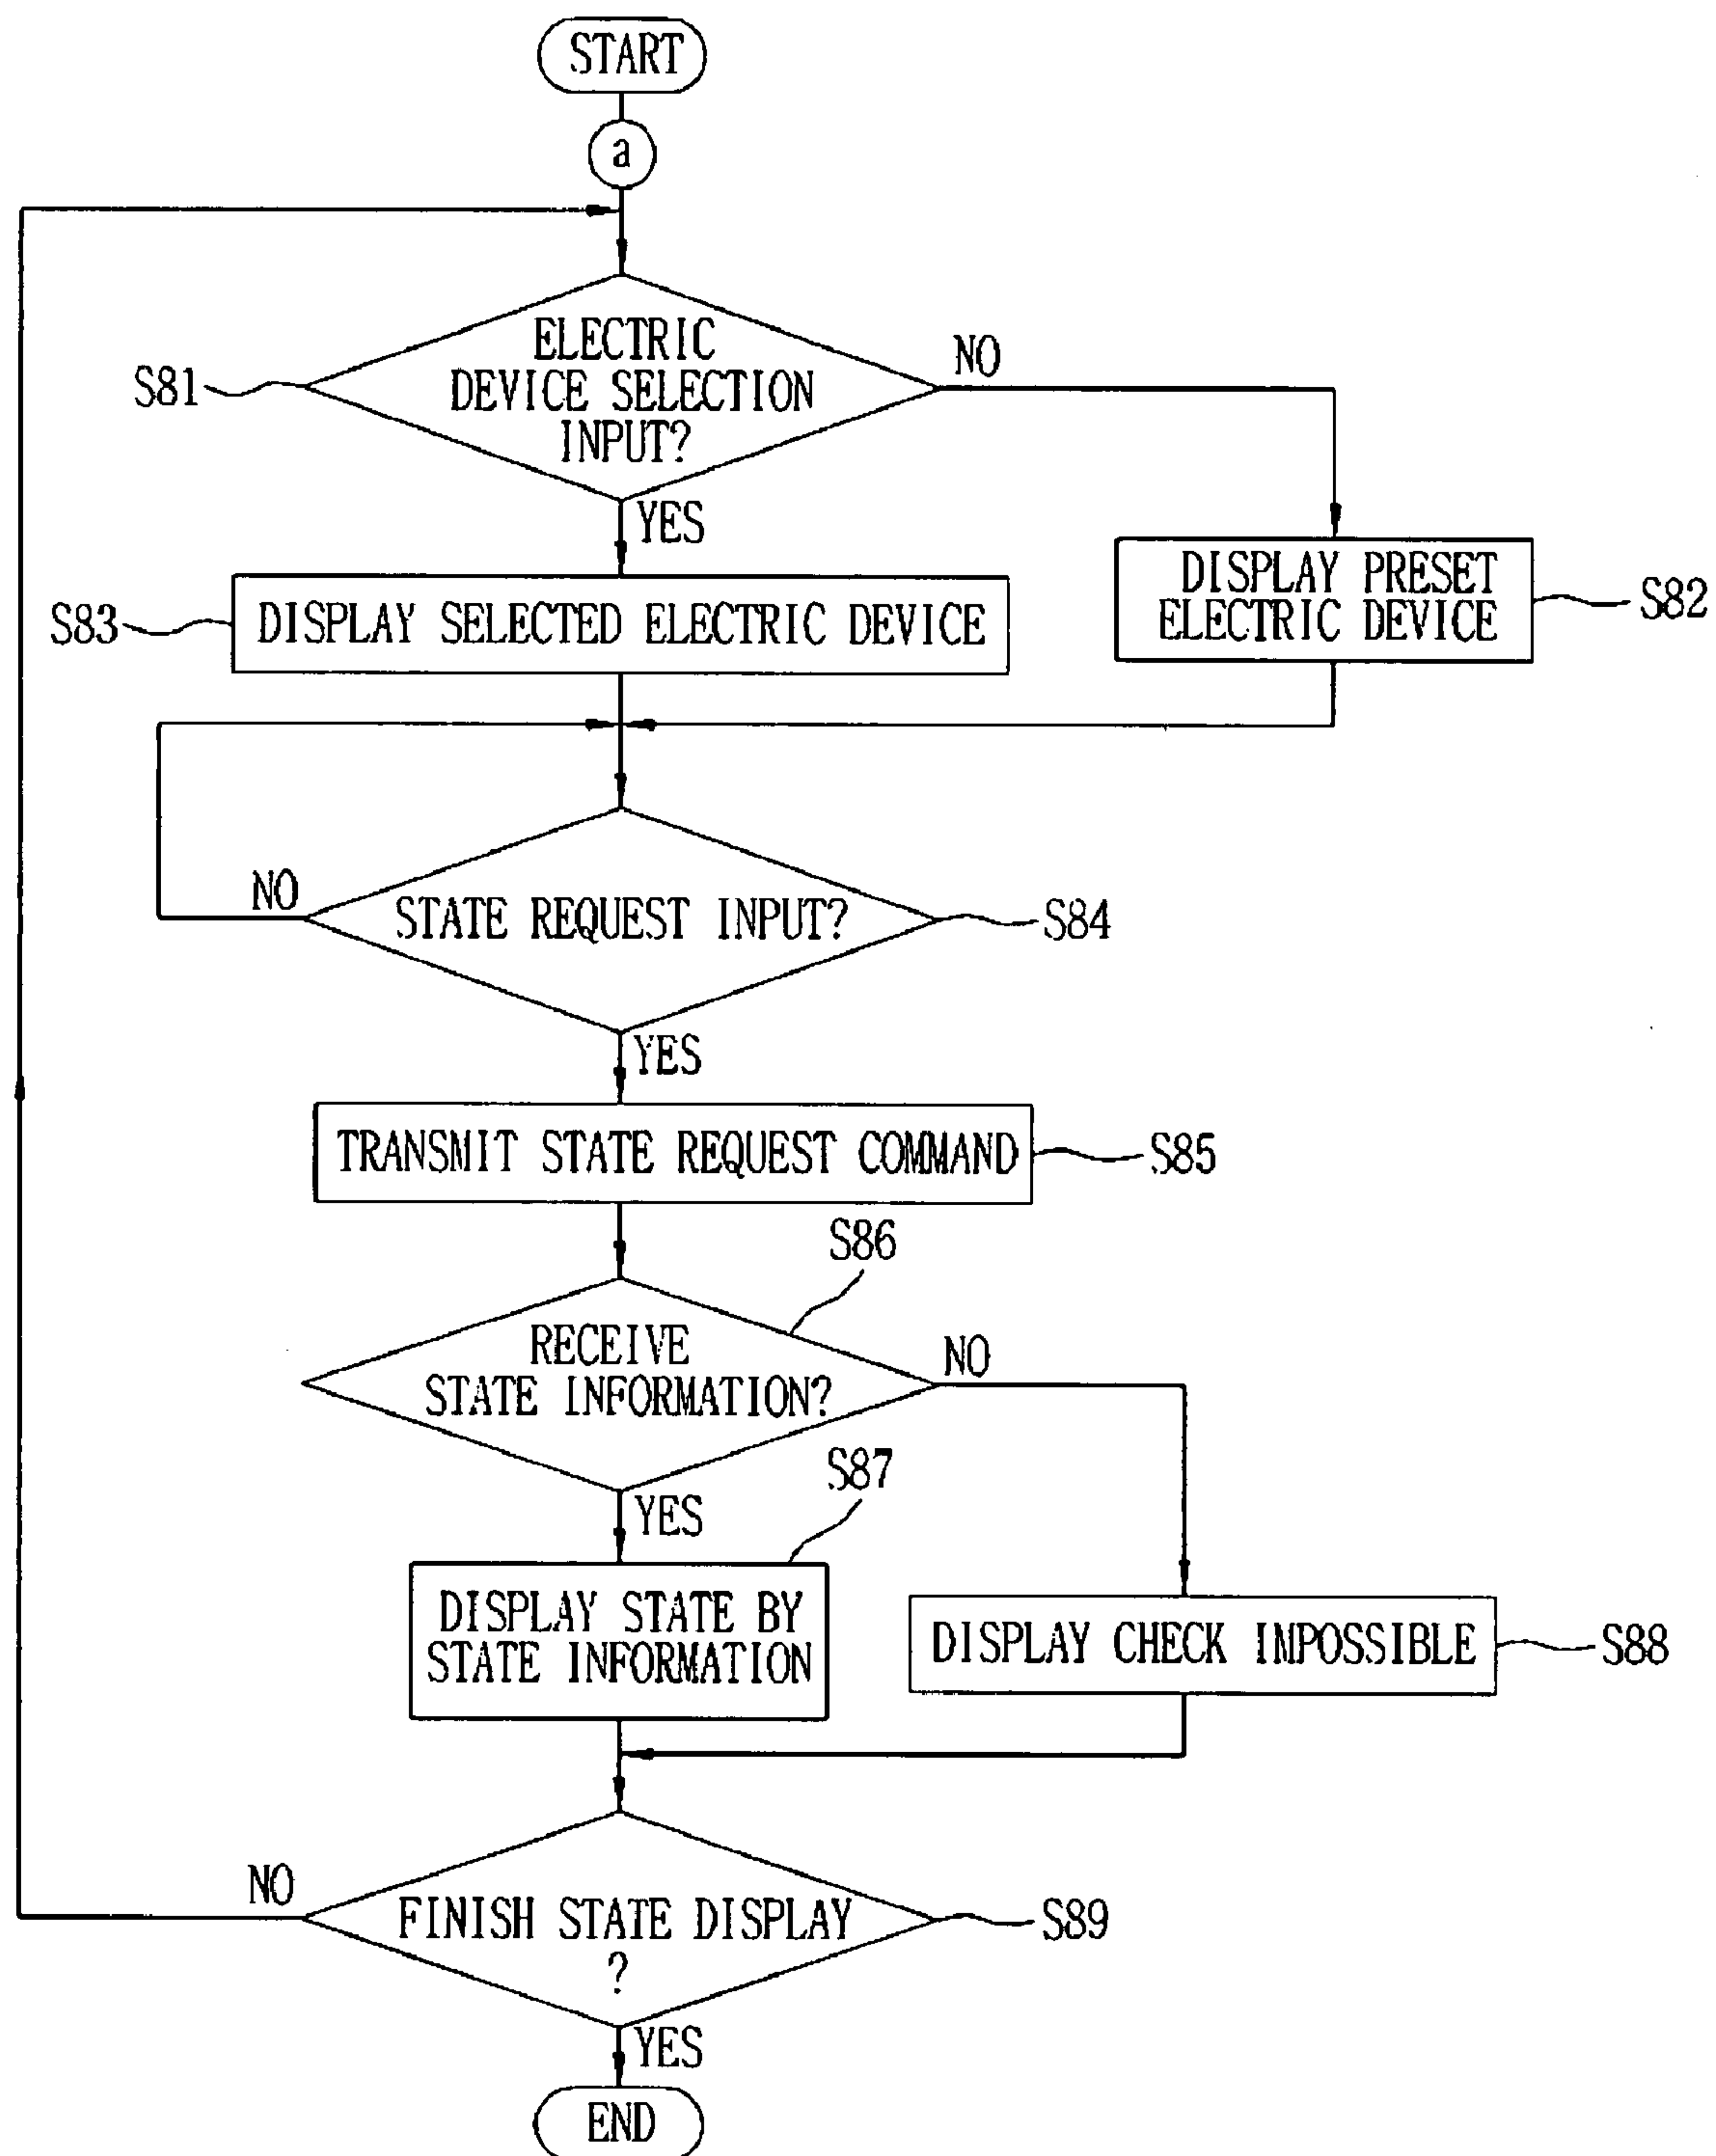 START
a
ELECTRIC
DEVICE SELECTION
INPUT?
NO
S81
YES
DISPLAY PRESET
ELECTRIC DEVICE
S82
S83
DISPLAY SELECTED ELECTRIC DEVICE
NO
STATE REQUEST INPUT?
S84
YES
TRANSMIT STATE REQUEST COMMAND
S85
S86
RECEIVE
STATE INFORMATION?
NO
S87
YES
DISPLAY STATE BY
STATE INFORMATION
DISPLAY CHECK IMPOSSIBLE
S88
NO
FINISH STATE DISPLAY
?
S89
YES
END